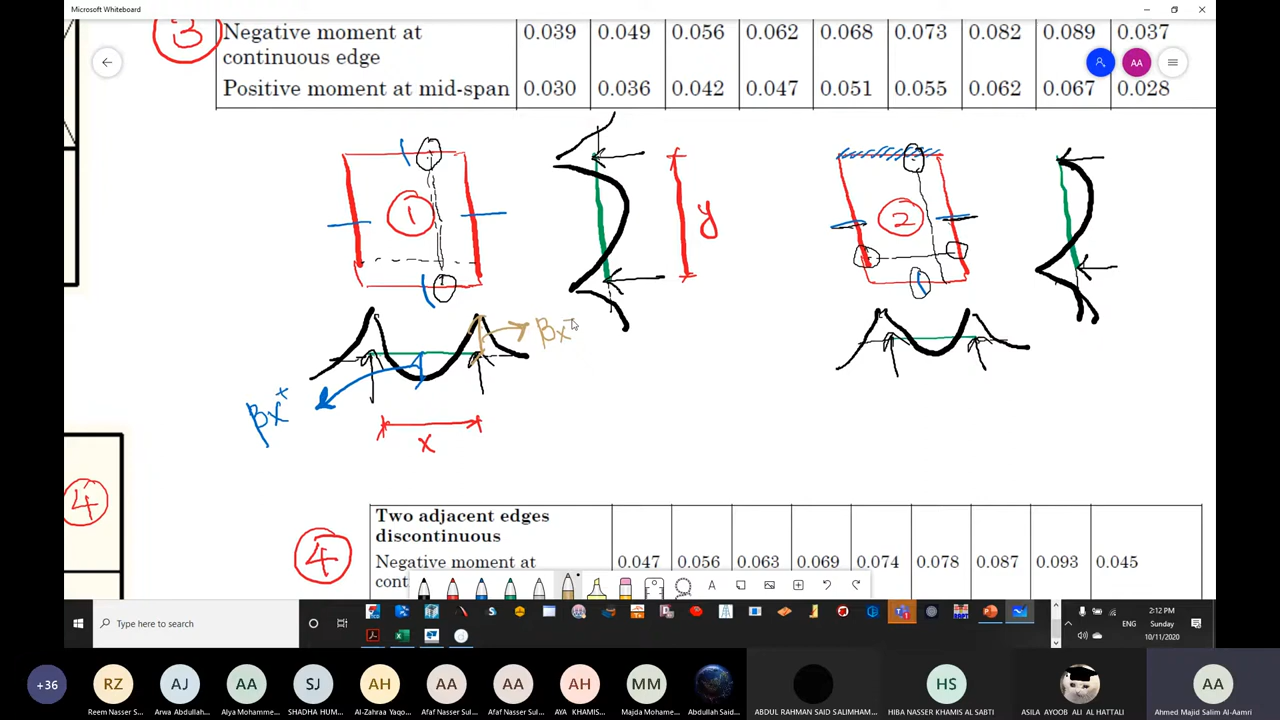 Microsoft Whiteboard
3
Negative moment at 0.039 0.049 0.056 0.062 0.068 0.073 0.082 0.089 0.037
continuous edge
Positive moment at mid-span 0.030 0.036 0.042 0.047 0.051 0.055 0.062 0.067 0.028
AA
1
y
2
βx-
βx+
x
4
4
Two adjacent edges
discontinuous
Negative moment at 0.047 0.056 0.063 0.069 0.074 0.078 0.087 0.093 0.045
cont
Type here to search
ENG
2:12 PM
Sunday
10/11/2020
+36
RZ
AJ
AA
SJ
AH
AA
AA
AH
MM
HS
AA
Reem Nasser S...
Arwa Abdullah...
Alya Mohamme...
SHADHA HUM...
Al-Zahraa Yaqo...
Afaf Nasser Sul...
Afaf Nasser Sul...
AYA KHAMIS...
Majda Mohame...
Abdullah Said...
ABDUL RAHMAN SAID SALIMHAM...
HIBA NASSER KHAMIS AL SABTI
ASILA AYOOB ALI AL HATTALI
Ahmed Majid Salim Al-Aamri